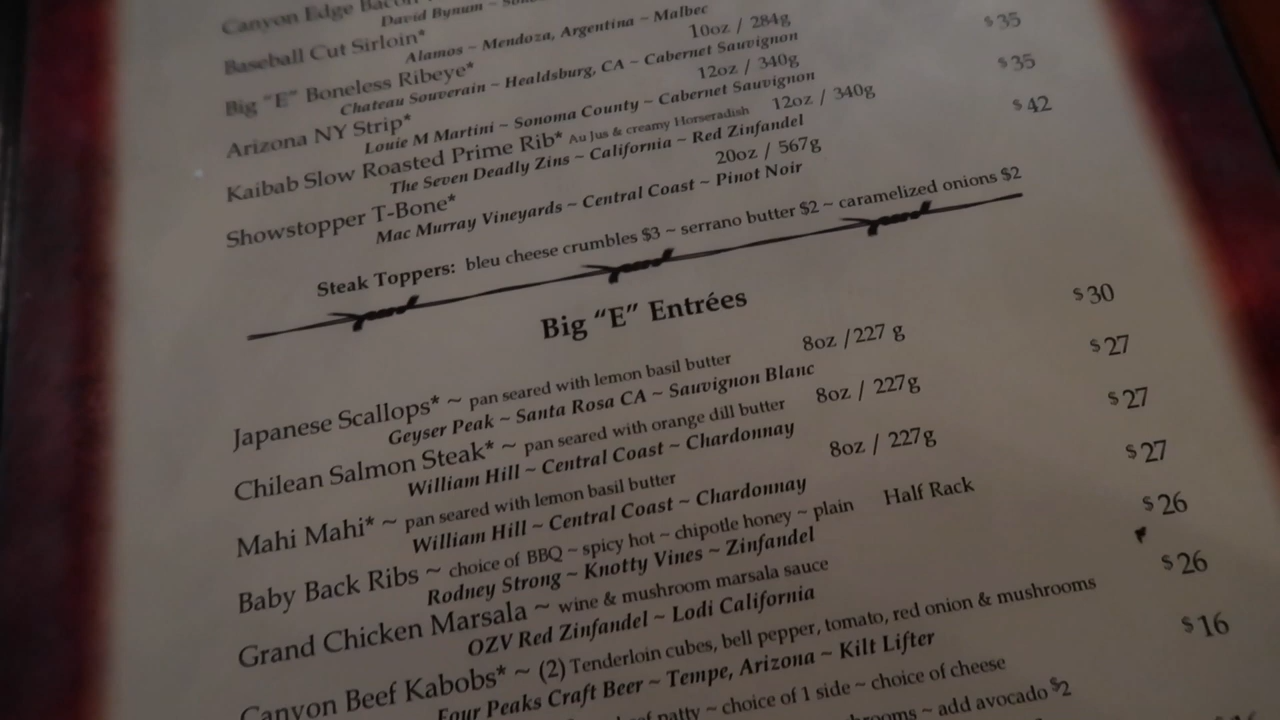 Canyon Edge Bacon
David Bynum ~
Baseball Cut Sirloin*
Alamos ~ Mendoza, Argentina ~ Malbec
Big "E" Boneless Ribeye* 10oz / 284g $35
Chateau Souverain ~ Healdsburg, CA ~ Cabernet Sauvignon
Arizona NY Strip* 12oz / 340g $35
Louie M Martini ~ Sonoma County ~ Cabernet Sauvignon
Kaibab Slow Roasted Prime Rib* Au Jus & creamy Horseradish 12oz / 340g $42
The Seven Deadly Zins ~ California ~ Red Zinfandel
Showstopper T-Bone* 20oz / 567g
Mac Murray Vineyards ~ Central Coast ~ Pinot Noir
Steak Toppers: bleu cheese crumbles $3 ~ serrano butter $2 ~ caramelized onions $2
Big "E" Entrées
Japanese Scallops* ~ pan seared with lemon basil butter 8oz /227 g $30
Geyser Peak ~ Santa Rosa CA ~ Sauvignon Blanc
Chilean Salmon Steak* ~ pan seared with orange dill butter 8oz / 227g $27
William Hill ~ Central Coast ~ Chardonnay
Mahi Mahi* ~ pan seared with lemon basil butter 8oz / 227g $27
William Hill ~ Central Coast ~ Chardonnay
Baby Back Ribs ~ choice of BBQ ~ spicy hot ~ chipotle honey ~ plain Half Rack $27
Rodney Strong ~ Knotty Vines ~ Zinfandel
Grand Chicken Marsala ~ wine & mushroom marsala sauce $26
OZV Red Zinfandel ~ Lodi California
Canyon Beef Kabobs* ~ (2) Tenderloin cubes, bell pepper, tomato, red onion & mushrooms $26
Four Peaks Craft Beer ~ Tempe, Arizona ~ Kilt Lifter
patty ~ choice of 1 side ~ choice of cheese $16
~ add avocado $2